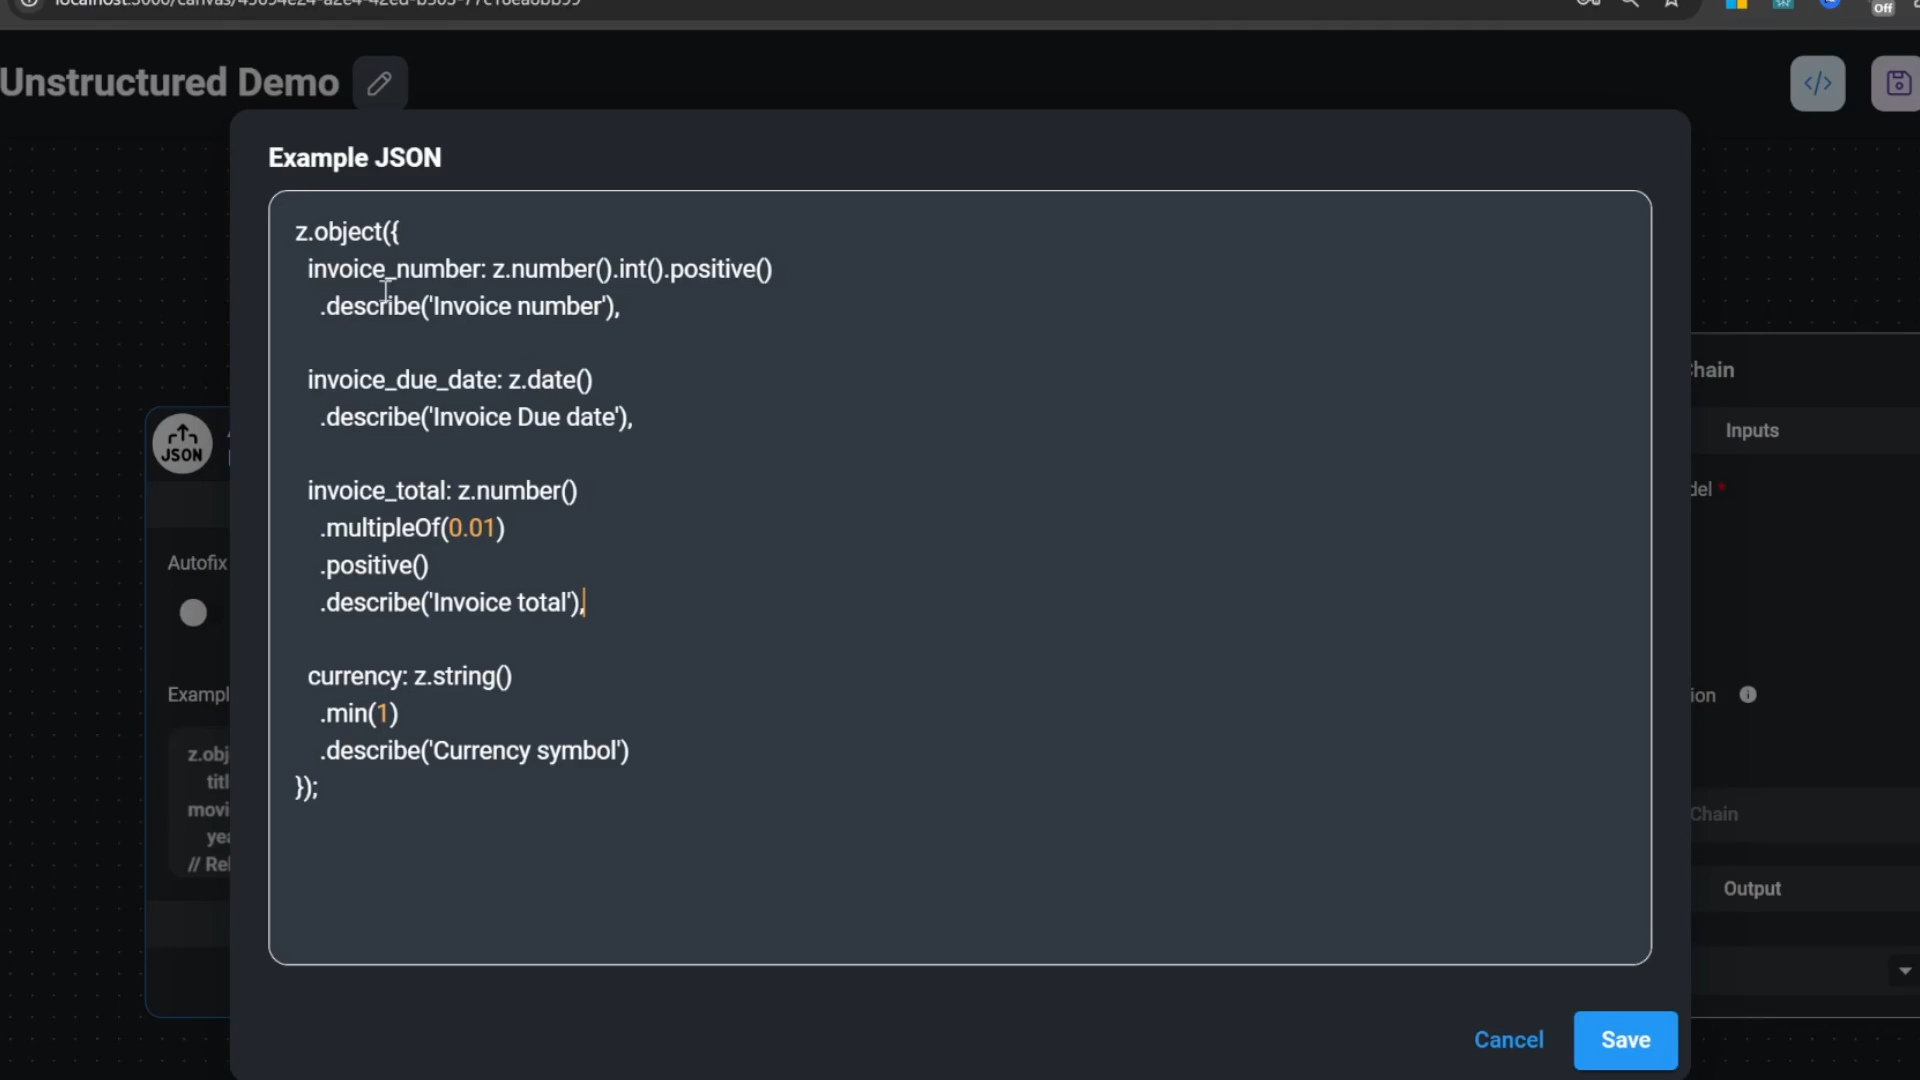 Unstructured Demo
</>
Off
Example JSON
z.object({
invoice_number: z.number().int().positive()
.describe('Invoice number'),
invoice_due_date: z.date()
.describe('Invoice Due date'),
invoice_total: z.number()
.multipleOf(0.01)
.positive()
.describe('Invoice total'),
currency: z.string()
.min(1)
.describe('Currency symbol')
});
Cancel
Save
JSON
Autofix
Exampl
z.obj
titl
movi
yea
// Rel
Chain
Inputs
del *
ion
Chain
Output